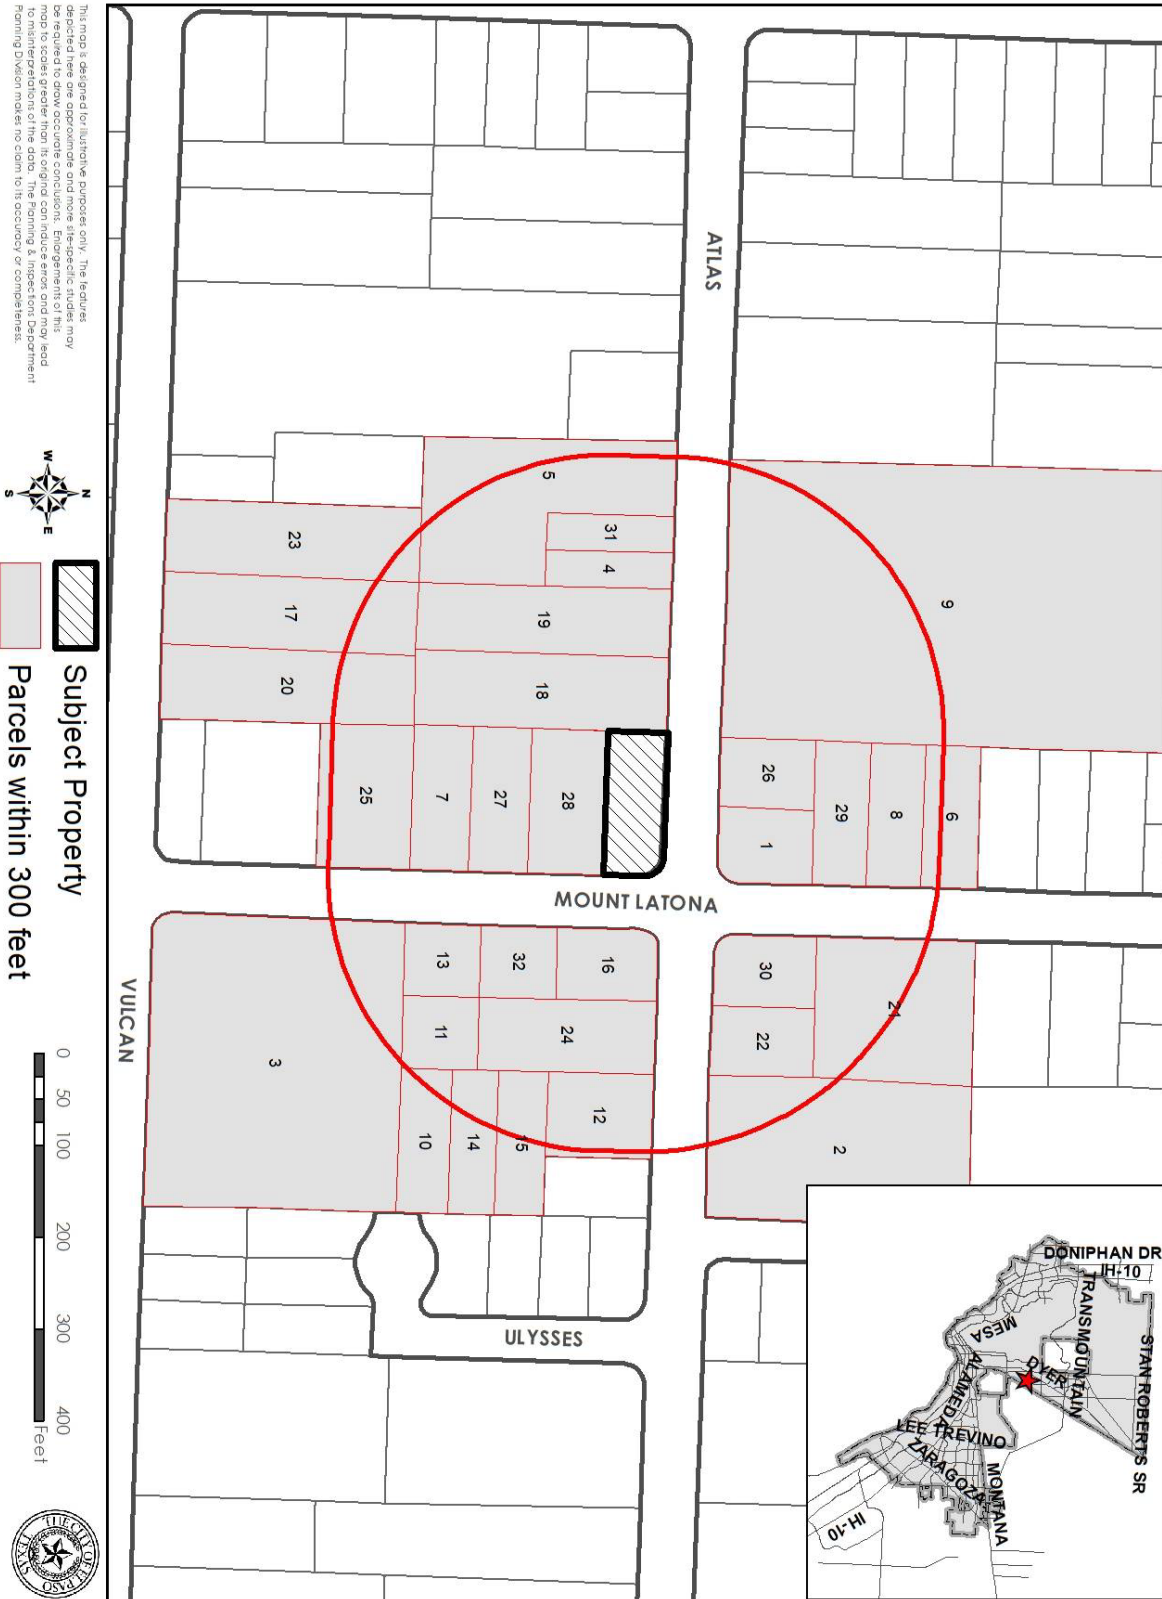 ATLAS
MOUNT LATONA
VULCAN
ULYSSES
5
31
4
23
19
17
18
20
28
27
7
25
9
26
1
29
8
6
16
32
13
24
11
12
15
14
10
3
30
22
21
2
DONIPHAN DR
IH-10
TRANSMOUNTAIN
STAN ROBERTS SR
MESA
DYER
ALAMEDA
LEE TREVINO
ZARAGOZA
MONTANA
IH-10
This map is designed for illustrative purposes only. The features
depicted here are approximate and more site-specific studies may
be required to draw accurate conclusions. Enlargements of this
map to scales greater than its original can induce errors and may lead
to misinterpretations of the data. The Planning & Inspections Department
Planning Division makes no claim to its accuracy or completeness.
N
W
E
S
Subject Property
Parcels within 300 feet
0 50 100 200 300 400
Feet
THE CITY OF EL PASO
TEXAS